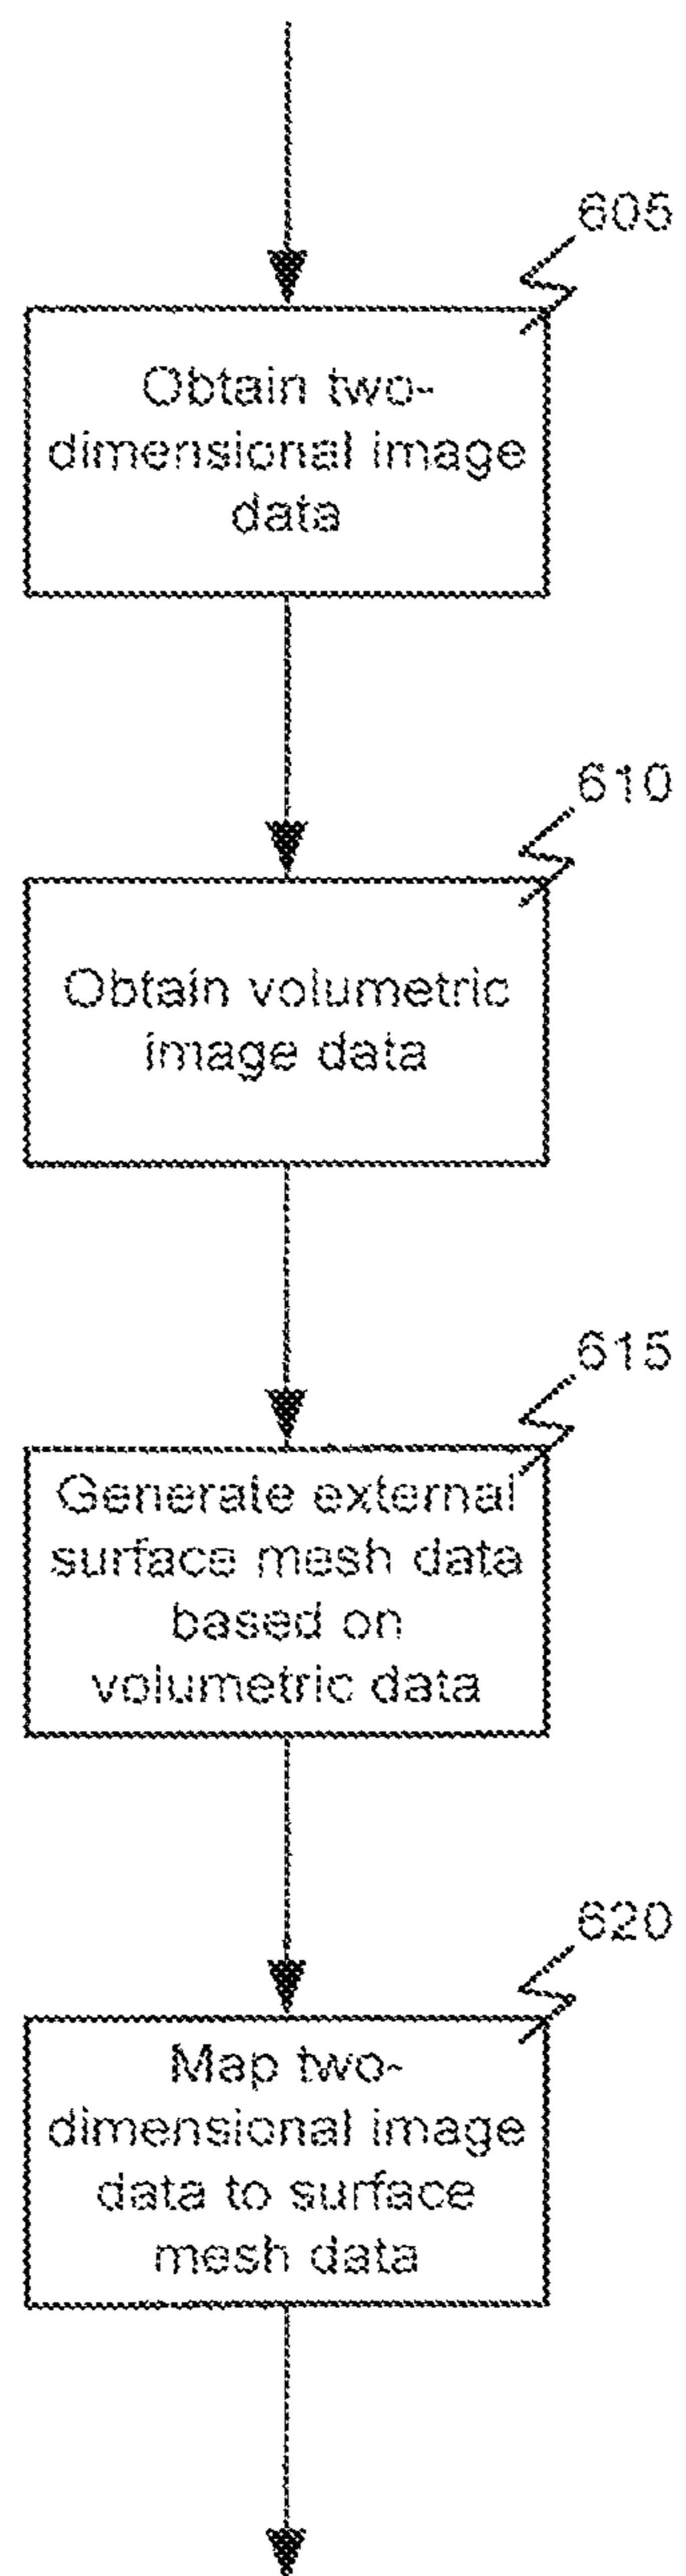 605
Obtain two-
dimensional image
data
610
Obtain volumetric
image data
615
Generate external
surface mesh data
based on
volumetric data
620
Map two-
dimensional image
data to surface
mesh data